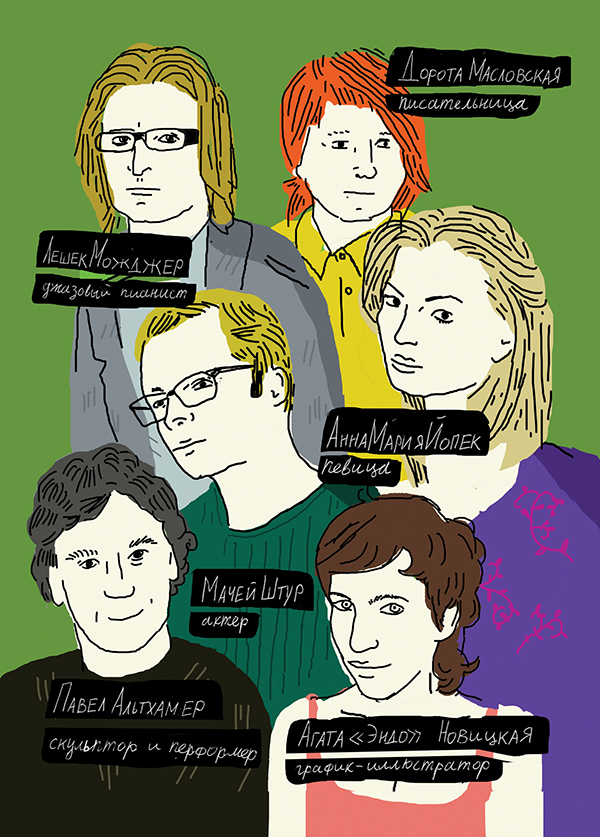 Дорота Масловская
писательница
Лешек Можджер
джазовый пианист
Анна Мария Йопек
певица
Мачей Штур
актер
Павел Альтхамер
скульптор и перформер
Агата «Эндо» Новицкая
график-иллюстратор